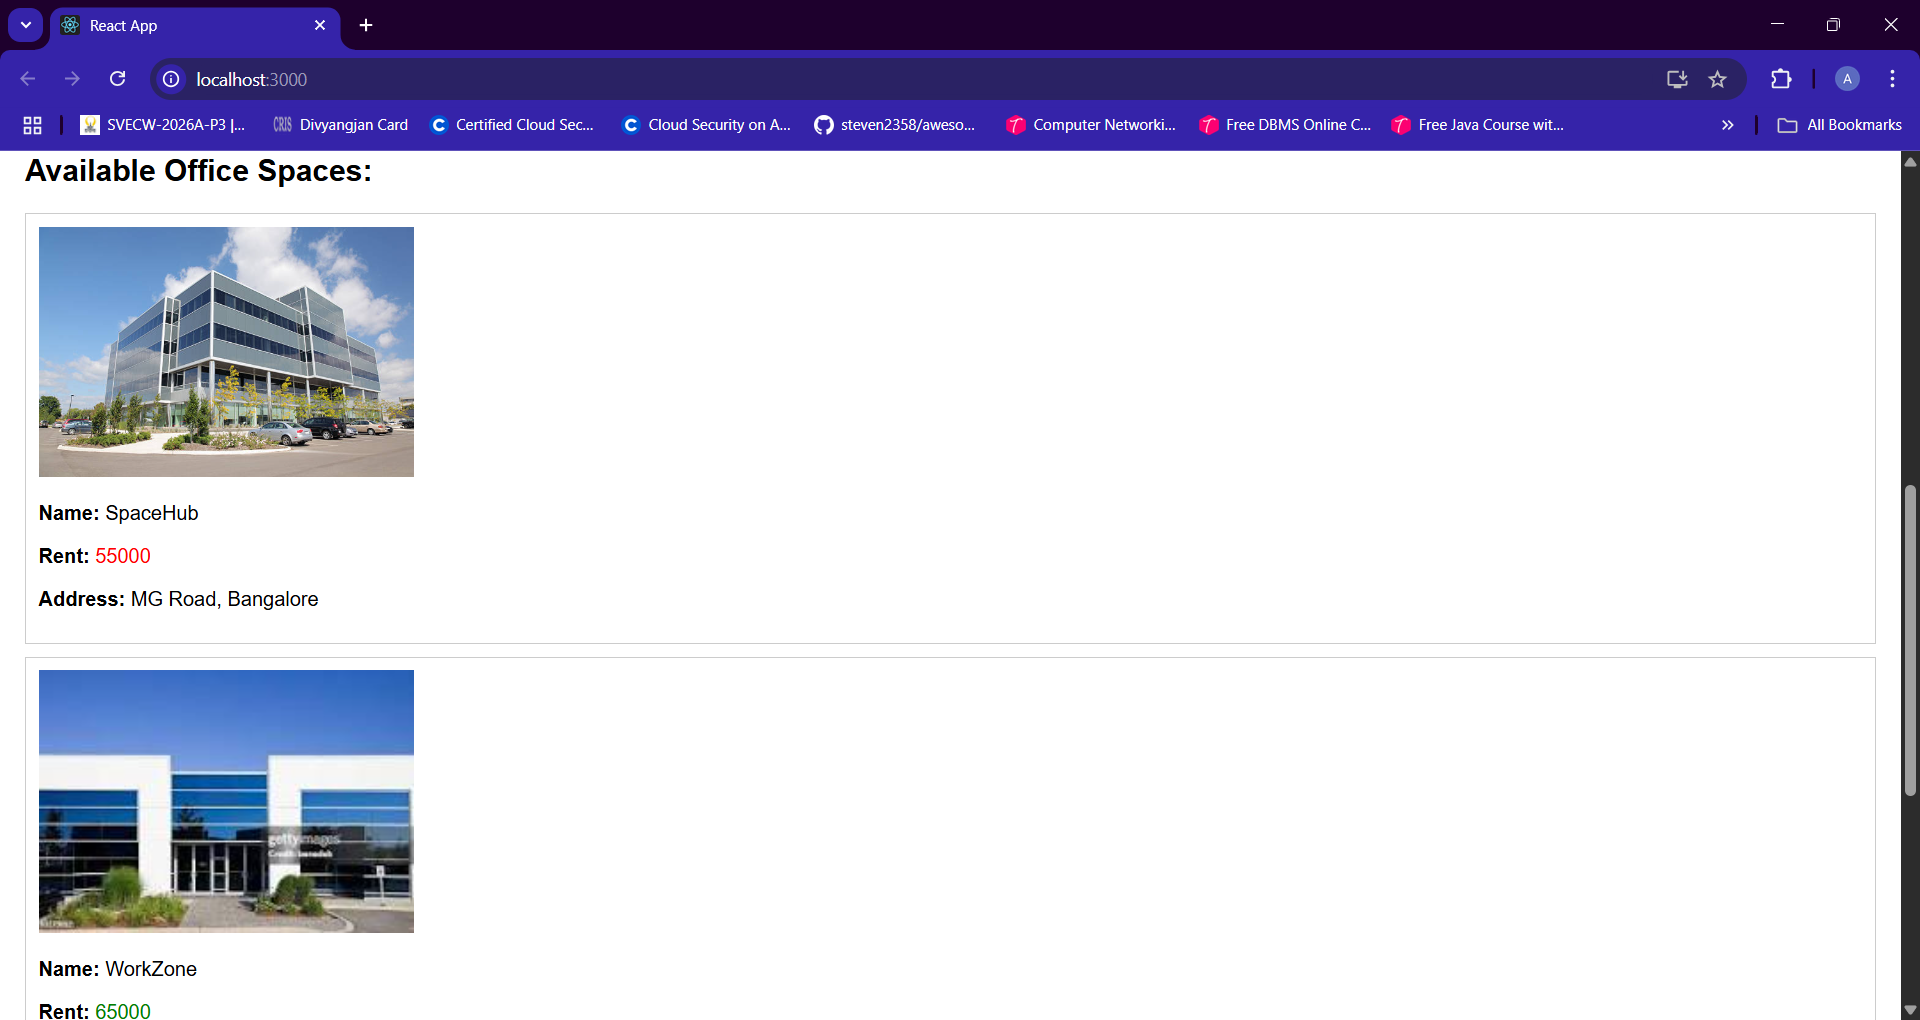 React App
localhost:3000
A
SVECW-2026A-P3 |...
CRIS Divyangjan Card
C Certified Cloud Sec...
C Cloud Security on A...
steven2358/aweso...
Computer Networki...
Free DBMS Online C...
Free Java Course wit...
All Bookmarks
Available Office Spaces:
Name: SpaceHub
Rent: 55000
Address: MG Road, Bangalore
gettyimages
Name: WorkZone
Rent: 65000